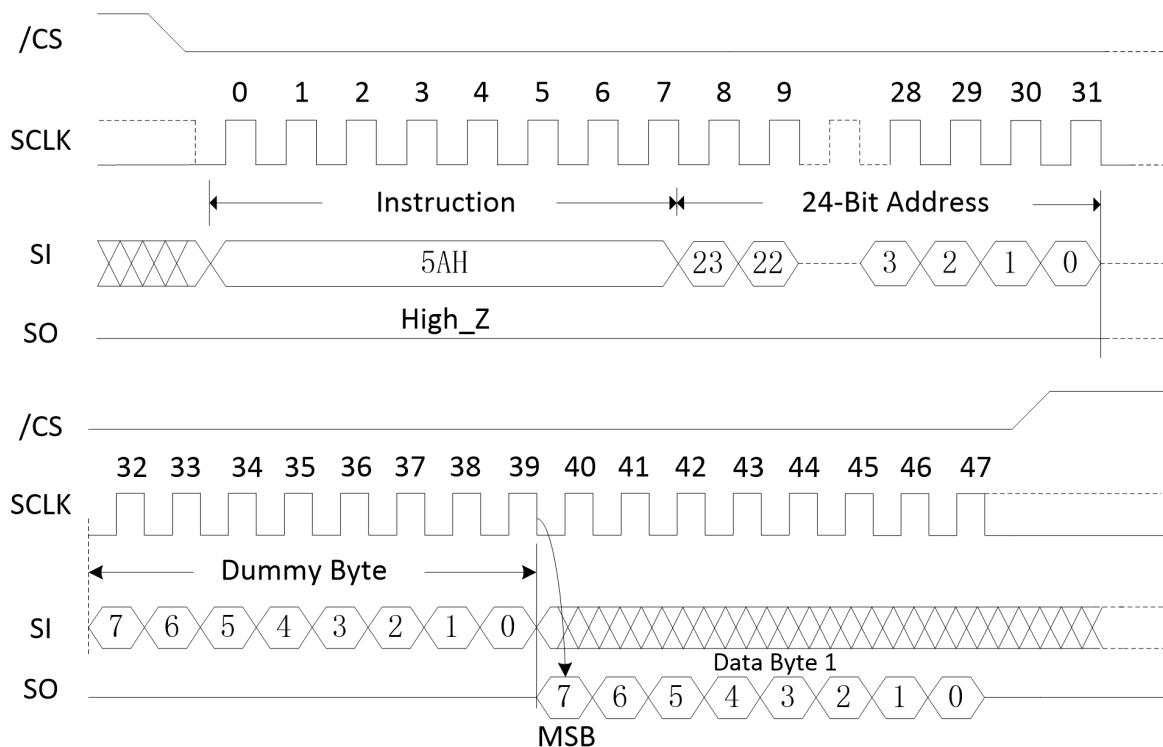 /CS
0 1 2 3 4 5 6 7 8 9 28 29 30 31
SCLK
Instruction 24-Bit Address
SI 5AH 23 22 3 2 1 0
High_Z
SO
/CS
32 33 34 35 36 37 38 39 40 41 42 43 44 45 46 47
SCLK
Dummy Byte
SI 7 6 5 4 3 2 1 0
Data Byte 1
SO 7 6 5 4 3 2 1 0
MSB